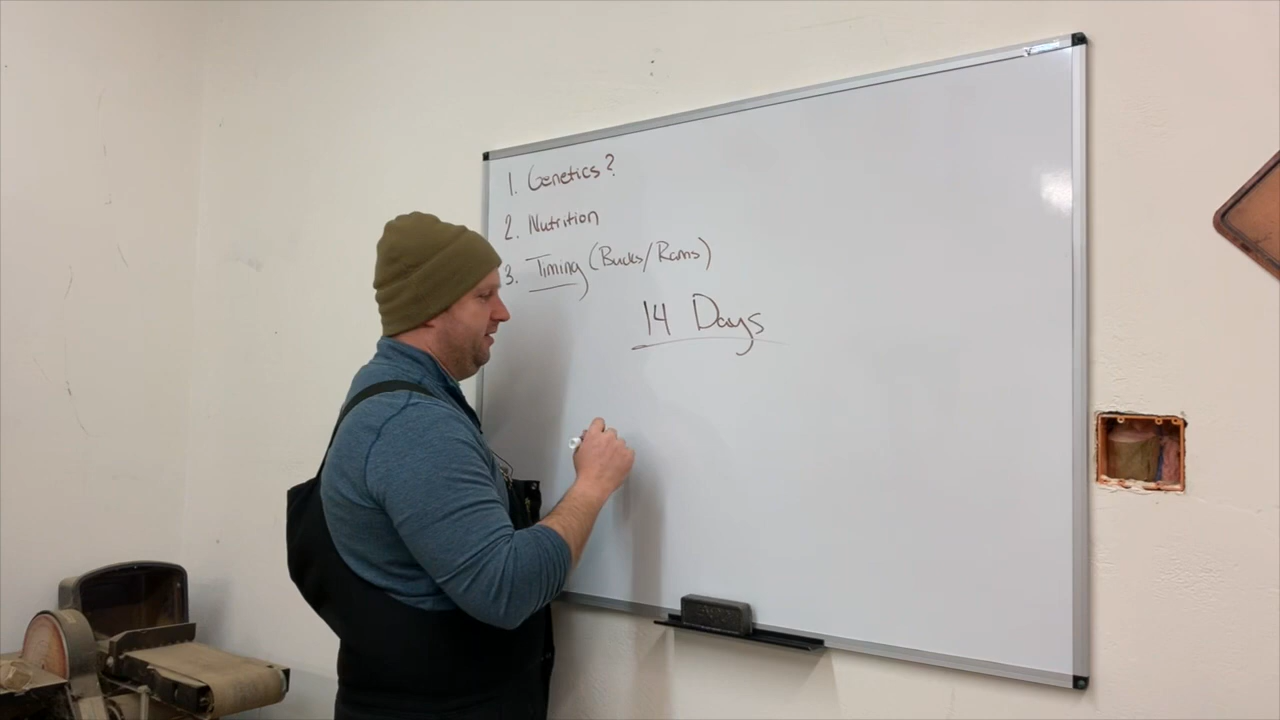 1. Genetics?
2. Nutrition
3. Timing (Bucks/Rams)
14 Days